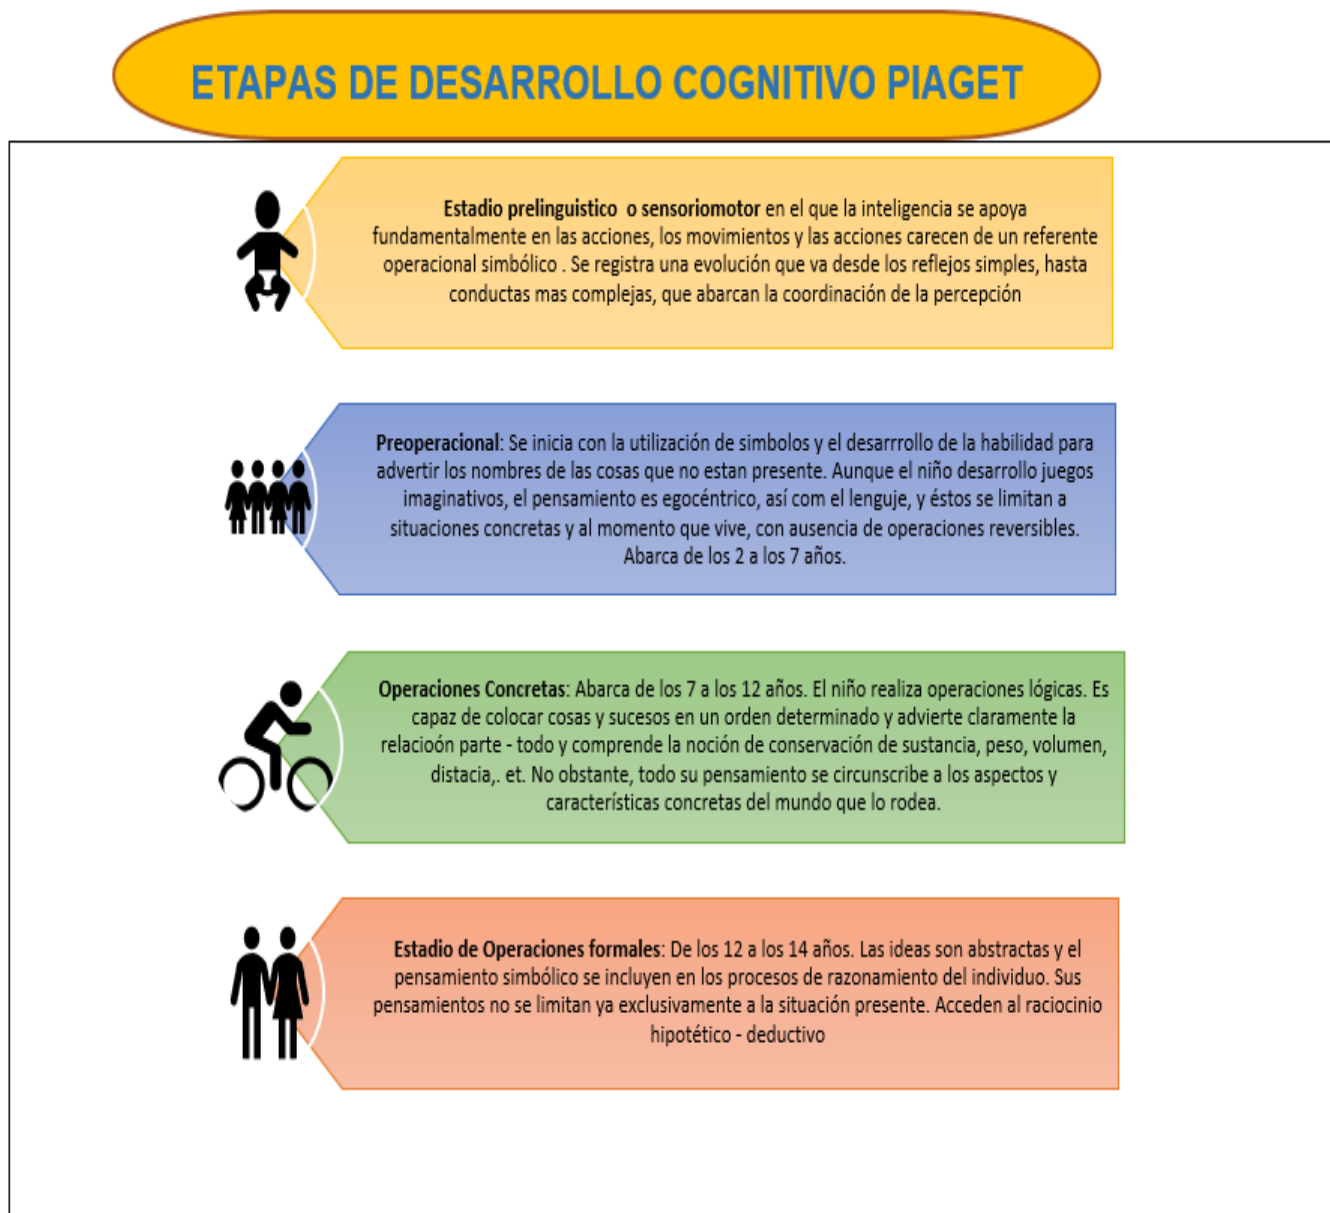 ETAPAS DE DESARROLLO COGNITIVO PIAGET
Estadio prelinguistico o sensoriomotor en el que la inteligencia se apoya
fundamentalmente en las acciones, los movimientos y las acciones carecen de un referente
operacional simbólico . Se registra una evolución que va desde los reflejos simples, hasta
conductas mas complejas, que abarcan la coordinación de la percepción
Preoperacional: Se inicia con la utilización de simbolos y el desarrrollo de la habilidad para
advertir los nombres de las cosas que no estan presente. Aunque el niño desarrollo juegos
imaginativos, el pensamiento es egocéntrico, así com el lenguje, y éstos se limitan a
situaciones concretas y al momento que vive, con ausencia de operaciones reversibles.
Abarca de los 2 a los 7 años.
Operaciones Concretas: Abarca de los 7 a los 12 años. El niño realiza operaciones lógicas. Es
capaz de colocar cosas y sucesos en un orden determinado y advierte claramente la
relacioón parte - todo y comprende la noción de conservación de sustancia, peso, volumen,
distacia,. et. No obstante, todo su pensamiento se circunscribe a los aspectos y
características concretas del mundo que lo rodea.
Estadio de Operaciones formales: De los 12 a los 14 años. Las ideas son abstractas y el
pensamiento simbólico se incluyen en los procesos de razonamiento del individuo. Sus
pensamientos no se limitan ya exclusivamente a la situación presente. Acceden al raciocinio
hipotético - deductivo